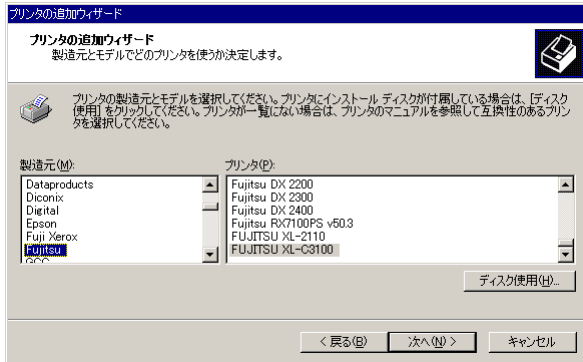 プリンタの追加ウィザード
プリンタの追加ウィザード
製造元とモデルでどのプリンタを使うか決定します。
プリンタの製造元とモデルを選択してください。プリンタにインストール ディスクが付属している場合は、[ディスク
使用] をクリックしてください。プリンタが一覧にない場合は、プリンタのマニュアルを参照して互換性のあるプリン
タを選択してください。
製造元(M):
Dataproducts
Diconix
Digital
Epson
Fuji Xerox
Fujitsu
GCC
プリンタ(P):
Fujitsu DX 2200
Fujitsu DX 2300
Fujitsu DX 2400
Fujitsu RX7100PS v50.3
FUJITSU XL-2110
FUJITSU XL-C3100
ディスク使用(H)...
< 戻る(B)
次へ(N) >
キャンセル